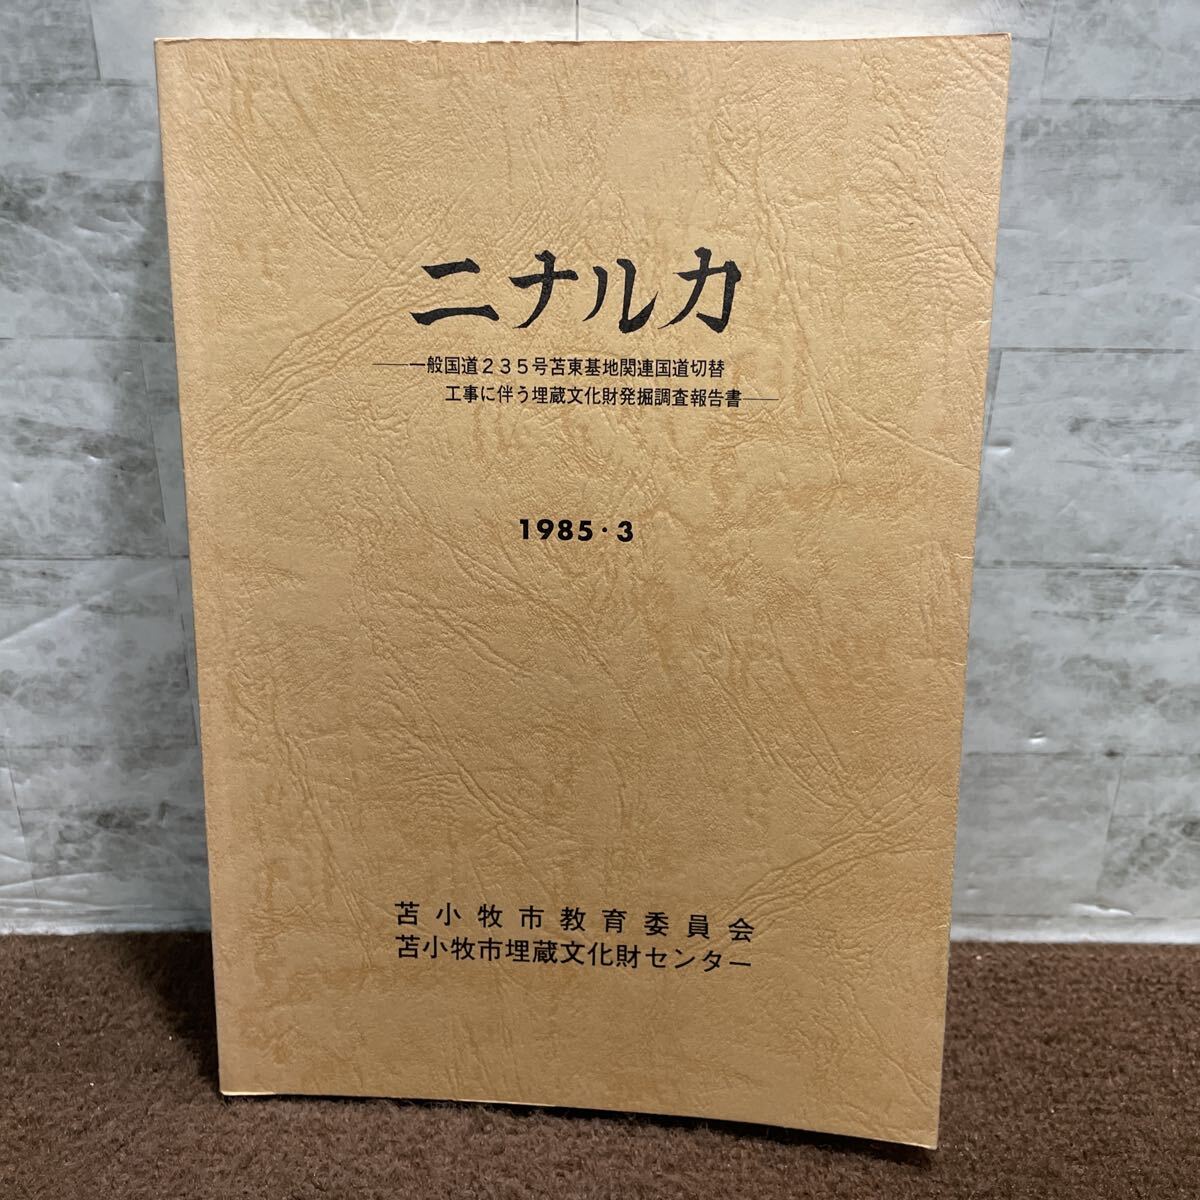 ニナルカ
――一般国道235号苫東基地関連国道切替
工事に伴う埋蔵文化財発掘調査報告書――
1985・3
苫小牧市教育委員会
苫小牧市埋蔵文化財センター